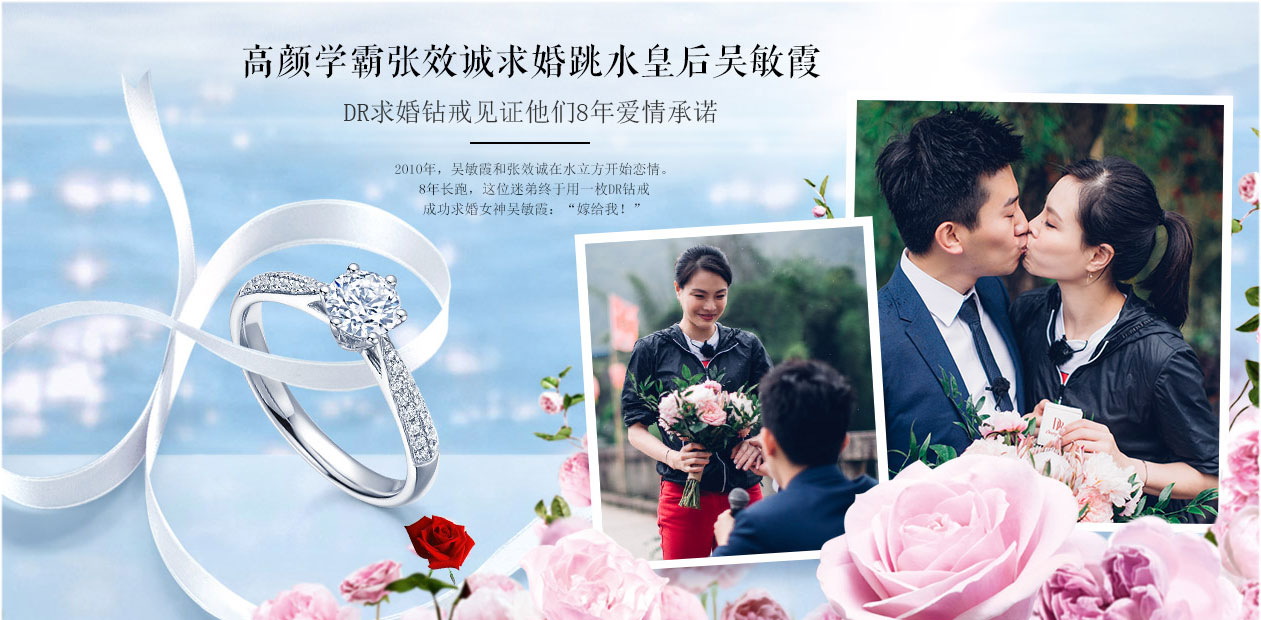 高颜学霸张效诚求婚跳水皇后吴敏霞
DR求婚钻戒见证他们8年爱情承诺
2010年，吴敏霞和张效诚在水立方开始恋情。
8年长跑，这位迷弟终于用一枚DR钻戒
成功求婚女神吴敏霞：“嫁给我！”